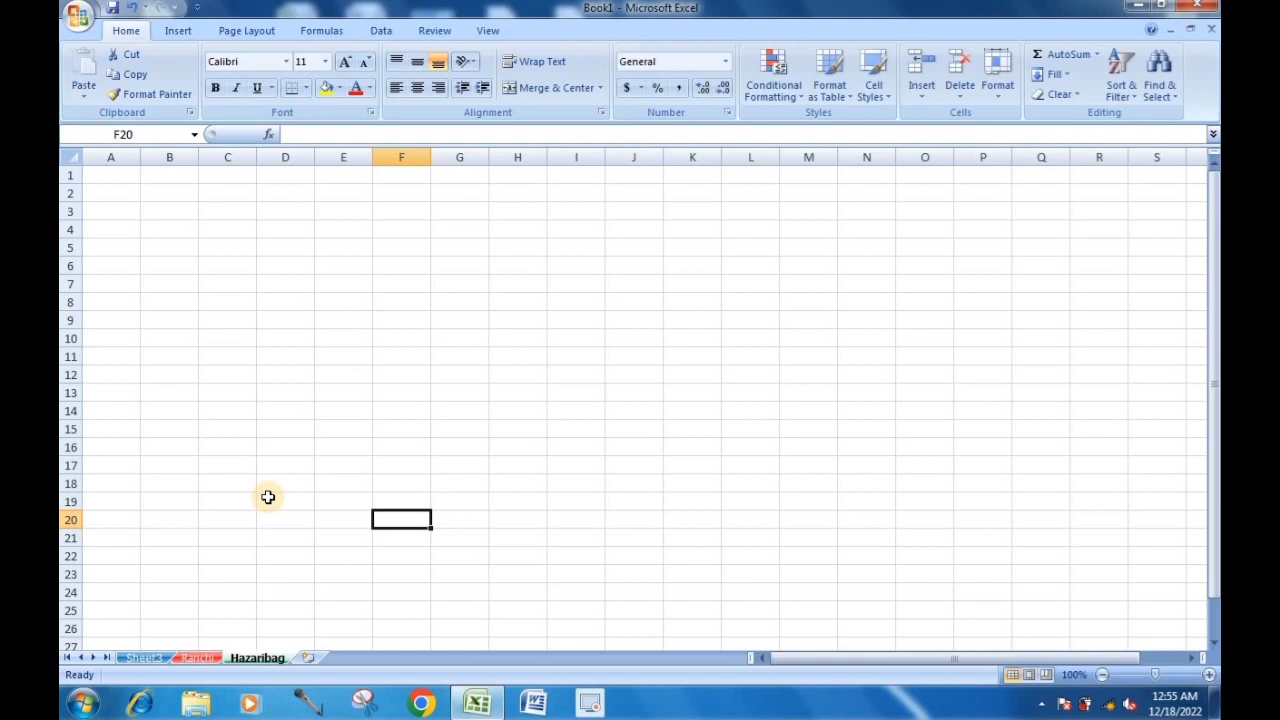 Book1 - Microsoft Excel
Home Insert Page Layout Formulas Data Review View
Paste
Cut
Copy
Format Painter
Clipboard
Calibri 11
B I U A
Font
Wrap Text
Merge & Center
Alignment
General
$ % ,
Number
Conditional Formatting
Format as Table
Cell Styles
Styles
Insert
Delete
Format
Cells
AutoSum
Fill
Clear
Sort & Filter
Find & Select
Editing
F20 fx
A B C D E F G H I J K L M N O P Q R S
1
2
3
4
5
6
7
8
9
10
11
12
13
14
15
16
17
18
19
20
21
22
23
24
25
26
27
Sheet3 Ranchi Hazaribag
Ready 100%
12:55 AM
12/18/2022